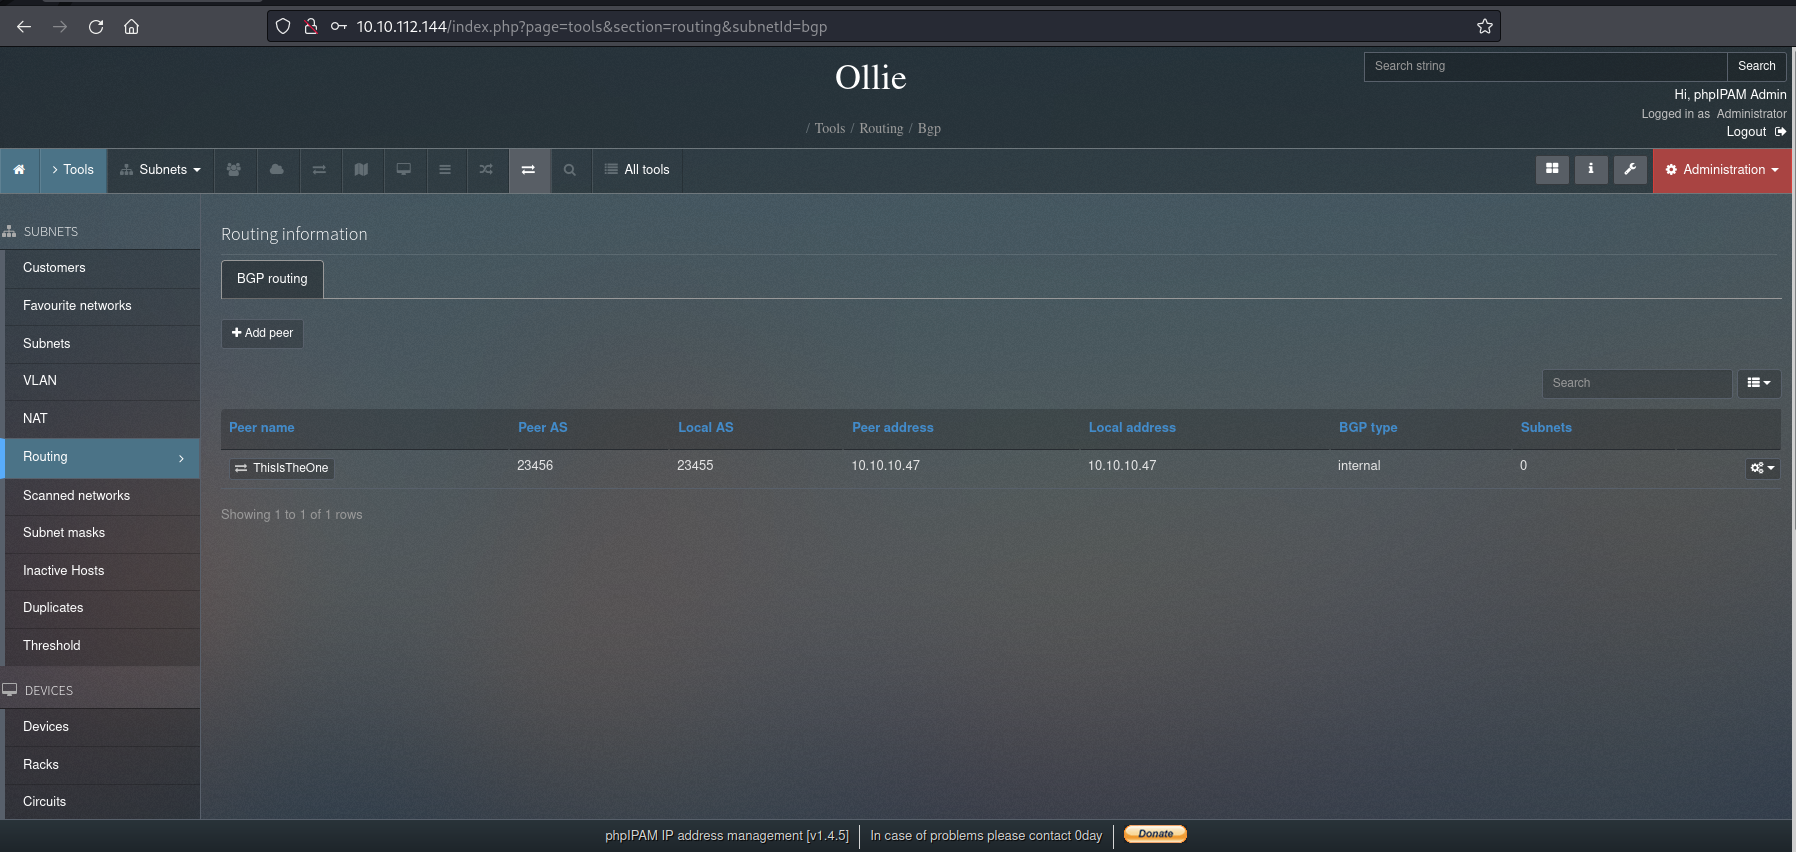 10.10.112.144/index.php?page=tools&section=routing&subnetId=bgp
Ollie
Search string
Search
Hi, phpIPAM Admin
Logged in as Administrator
Logout
/ Tools / Routing / Bgp
> Tools
Subnets
All tools
Administration
SUBNETS
Customers
Favourite networks
Subnets
VLAN
NAT
Routing
Scanned networks
Subnet masks
Inactive Hosts
Duplicates
Threshold
DEVICES
Devices
Racks
Circuits
Routing information
BGP routing
+ Add peer
Search
Peer name Peer AS Local AS Peer address Local address BGP type Subnets
ThisIsTheOne 23456 23455 10.10.10.47 10.10.10.47 internal 0
Showing 1 to 1 of 1 rows
phpIPAM IP address management [v1.4.5] In case of problems please contact 0day Donate